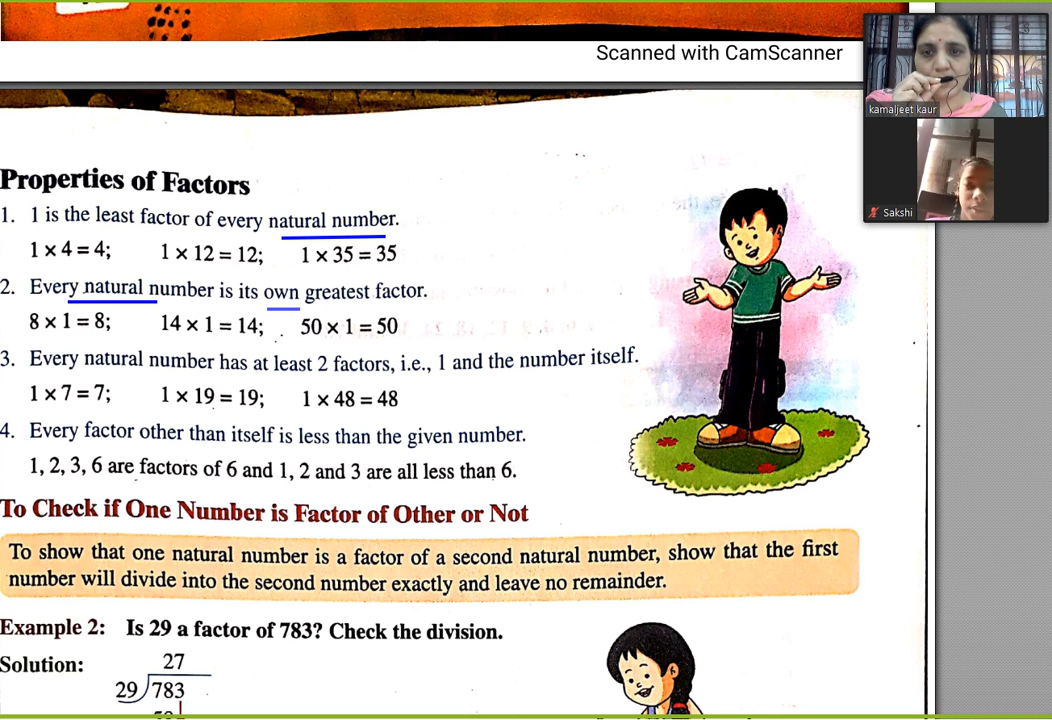 Scanned with CamScanner
kamaljeet kaur
Sakshi
Properties of Factors
1. 1 is the least factor of every natural number.
1 × 4 = 4; 1 × 12 = 12; 1 × 35 = 35
2. Every natural number is its own greatest factor.
8 × 1 = 8; 14 × 1 = 14; 50 × 1 = 50
3. Every natural number has at least 2 factors, i.e., 1 and the number itself.
1 × 7 = 7; 1 × 19 = 19; 1 × 48 = 48
4. Every factor other than itself is less than the given number.
1, 2, 3, 6 are factors of 6 and 1, 2 and 3 are all less than 6.
To Check if One Number is Factor of Other or Not
To show that one natural number is a factor of a second natural number, show that the first
number will divide into the second number exactly and leave no remainder.
Example 2: Is 29 a factor of 783? Check the division.
Solution:
27
29 783